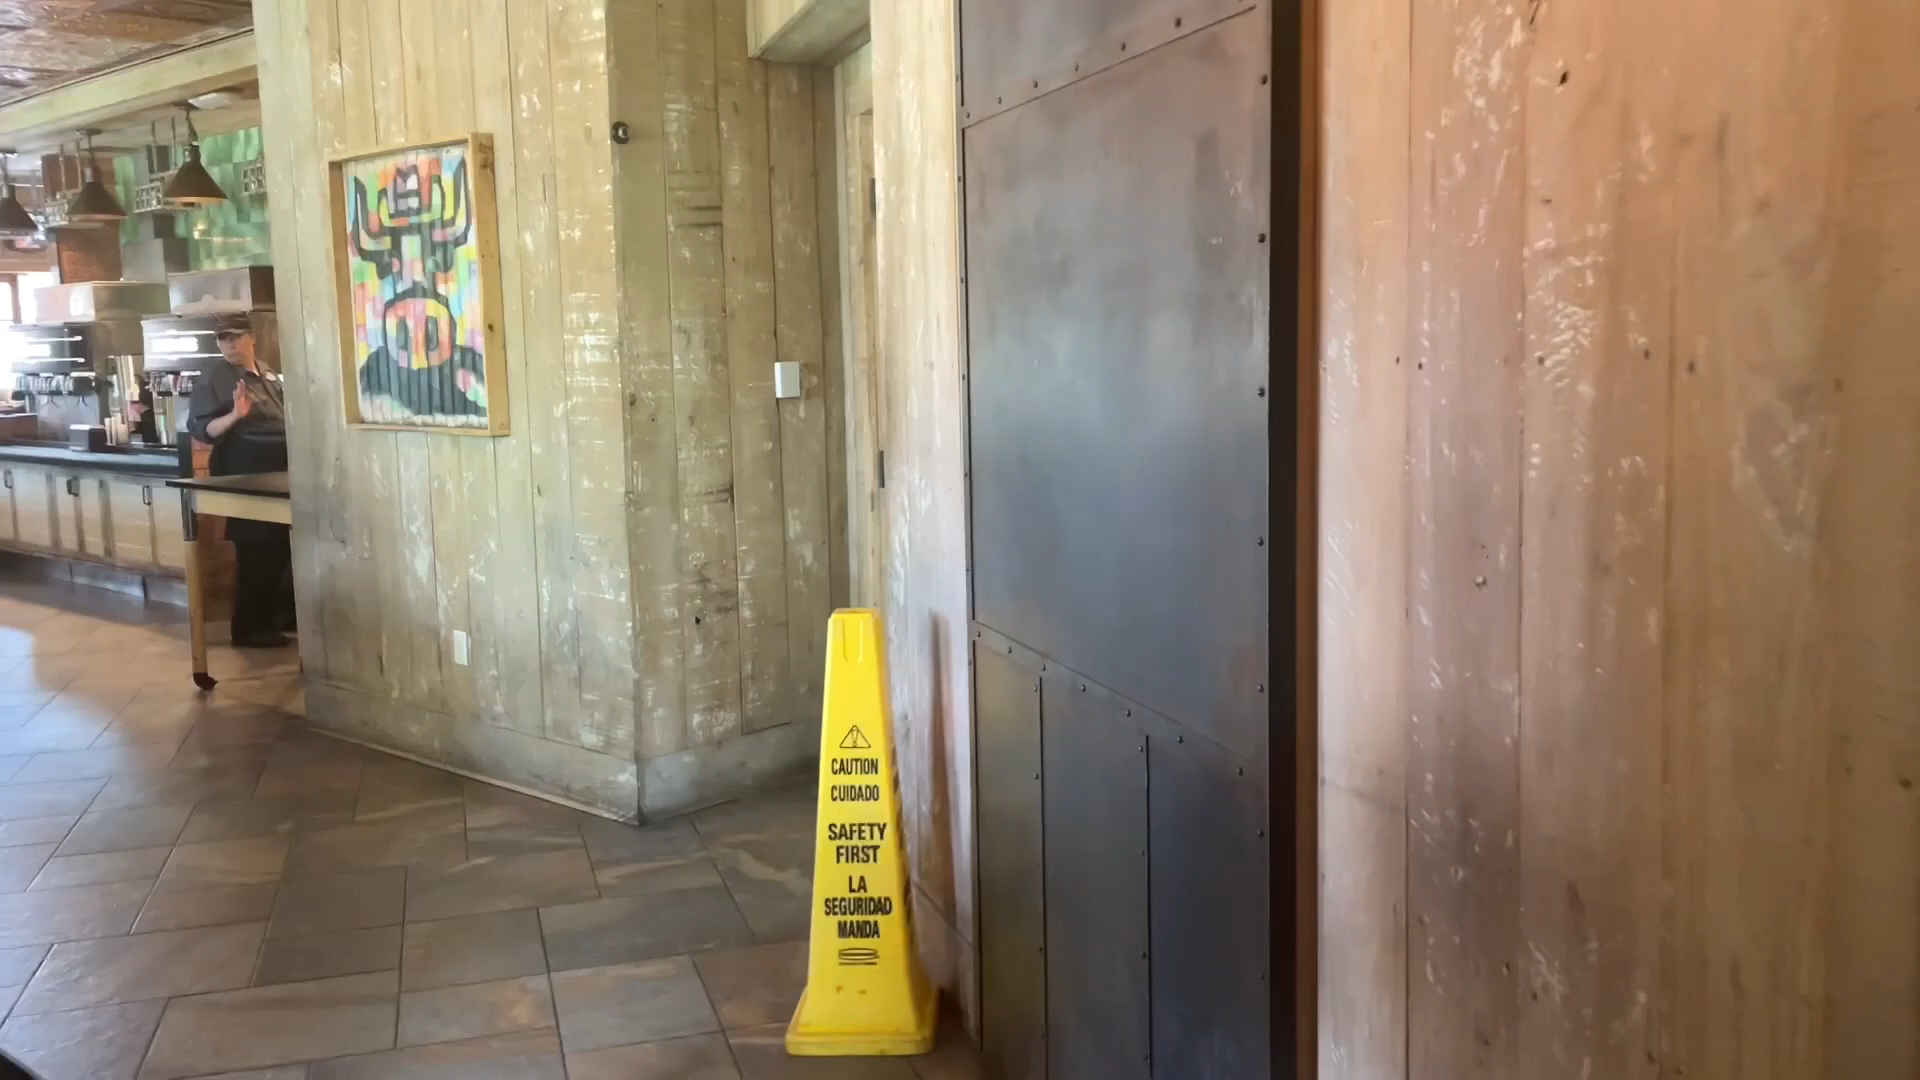 CAUTION
CUIDADO
SAFETY
FIRST
LA
SEGURIDAD
MANDA